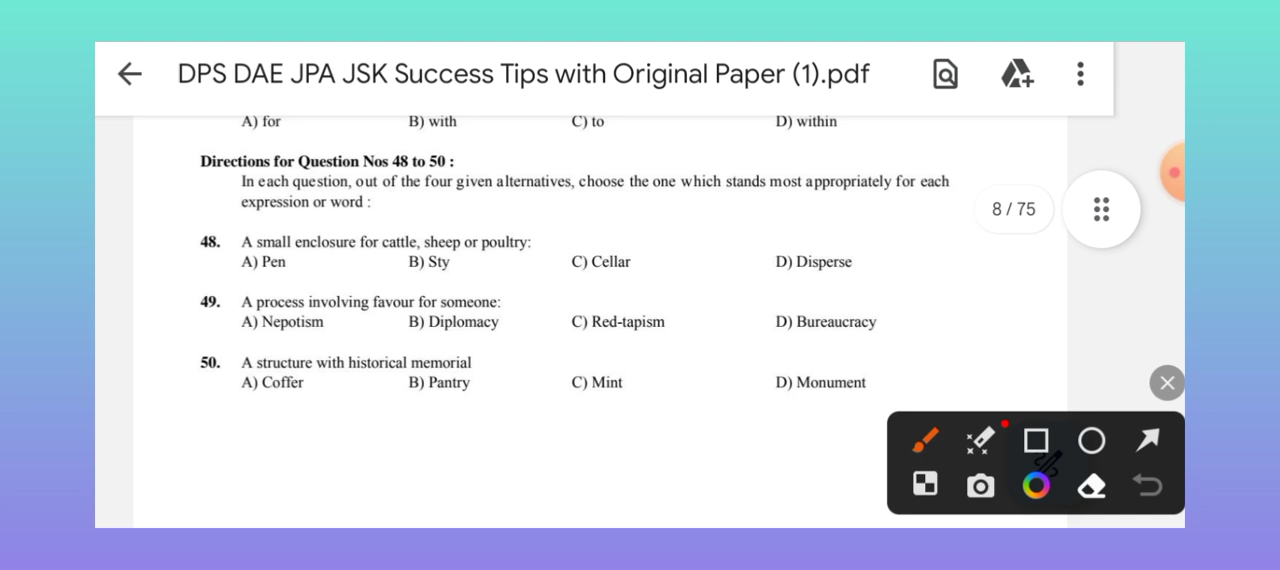 DPS DAE JPA JSK Success Tips with Original Paper (1).pdf
A) for B) with C) to D) within
Directions for Question Nos 48 to 50 :
In each question, out of the four given alternatives, choose the one which stands most appropriately for each
expression or word :
8 / 75
48. A small enclosure for cattle, sheep or poultry:
A) Pen B) Sty C) Cellar D) Disperse
49. A process involving favour for someone:
A) Nepotism B) Diplomacy C) Red-tapism D) Bureaucracy
50. A structure with historical memorial
A) Coffer B) Pantry C) Mint D) Monument